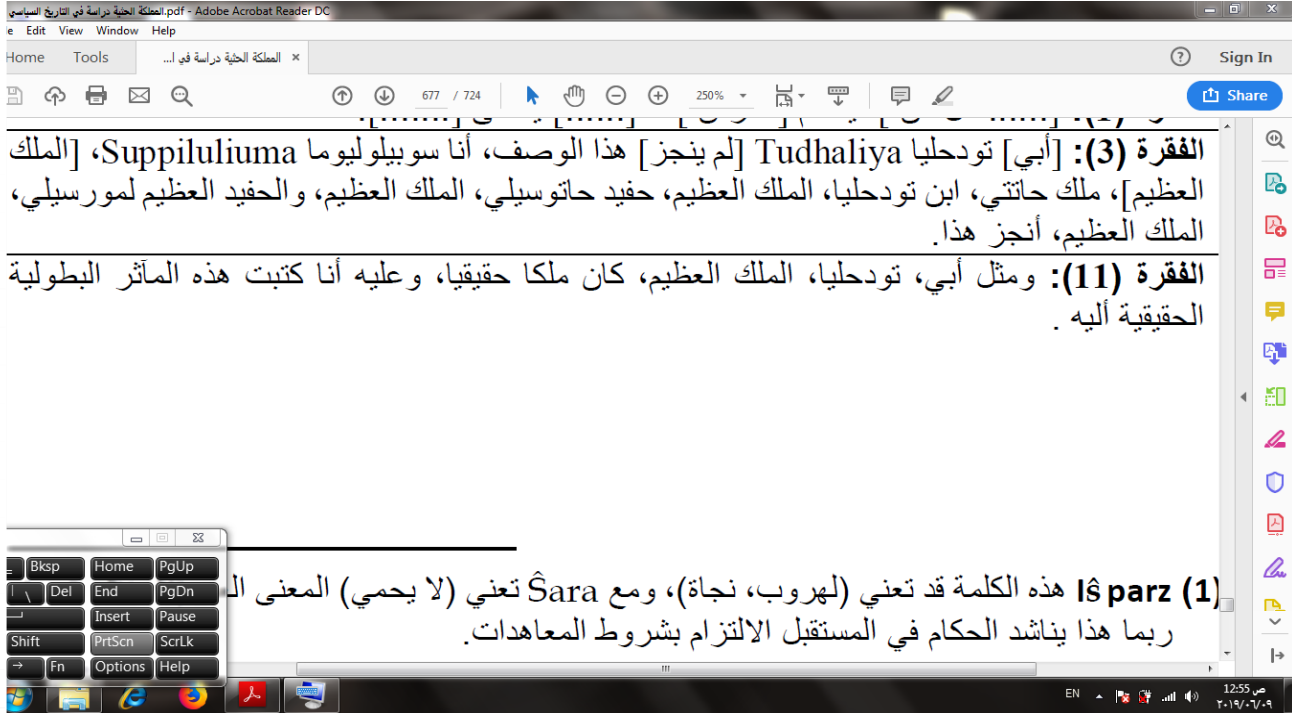 المملكة الحثية دراسة في التاريخ السياسي.pdf - Adobe Acrobat Reader DC
e Edit View Window Help
Home Tools المملكة الحثية دراسة في ا... × ? Sign In
677 / 724 250% Share
الفقرة (3): [أبي] تودحليا Tudhaliya [لم ينجز] هذا الوصف، أنا سوبيلوليوما Suppiluliuma، [الملك
العظيم]، ملك حاتتي، ابن تودحليا، الملك العظيم، حفيد حاتوسيلي، الملك العظيم، والحفيد العظيم لمورسيلي،
الملك العظيم، أنجز هذا.
الفقرة (11): ومثل أبي، تودحليا، الملك العظيم، كان ملكا حقيقيا، وعليه أنا كتبت هذه المآثر البطولية
الحقيقية أليه .
(1) Iŝ parz هذه الكلمة قد تعني (لهروب، نجاة)، ومع Ŝara تعني (لا يحمي) المعنى
ربما هذا يناشد الحكام في المستقبل الالتزام بشروط المعاهدات.
Bksp Home PgUp
\ Del End PgDn
Insert Pause
Shift PrtScn ScrLk
Fn Options Help
EN 12:55 ص
٢٠١٩/٠٦/٠٩